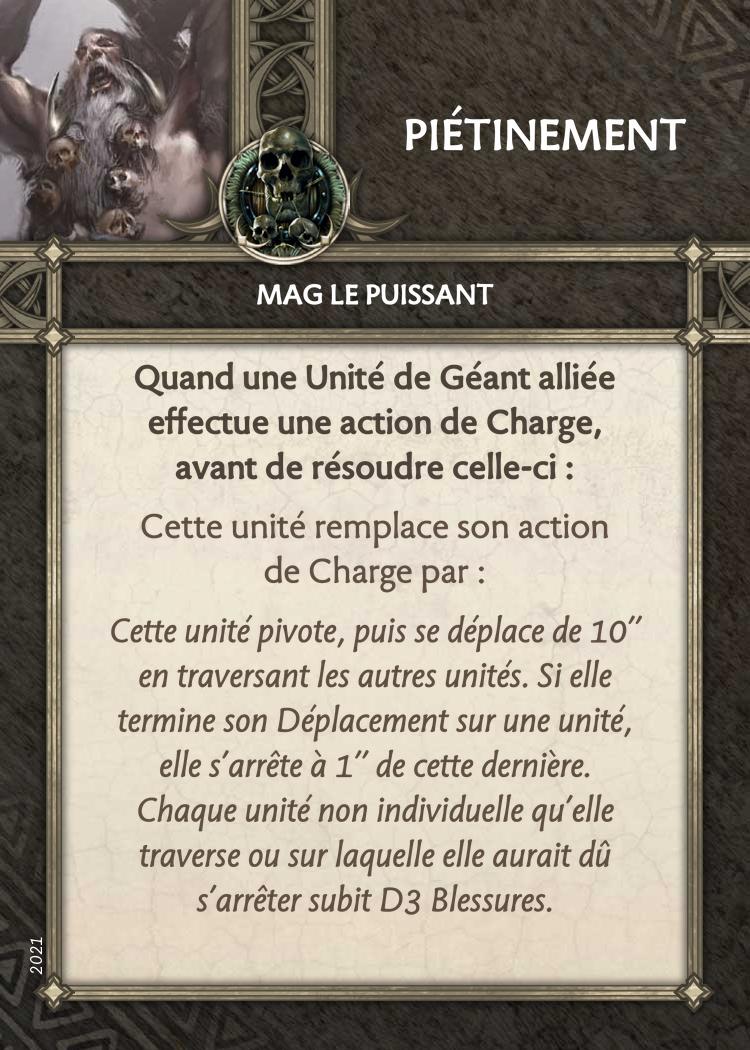 PIÉTINEMENT
MAG LE PUISSANT
Quand une Unité de Géant alliée
effectue une action de Charge,
avant de résoudre celle-ci :
Cette unité remplace son action
de Charge par :
Cette unité pivote, puis se déplace de 10”
en traversant les autres unités. Si elle
termine son Déplacement sur une unité,
elle s’arrête à 1” de cette dernière.
Chaque unité non individuelle qu’elle
traverse ou sur laquelle elle aurait dû
s’arrêter subit D3 Blessures.
2021